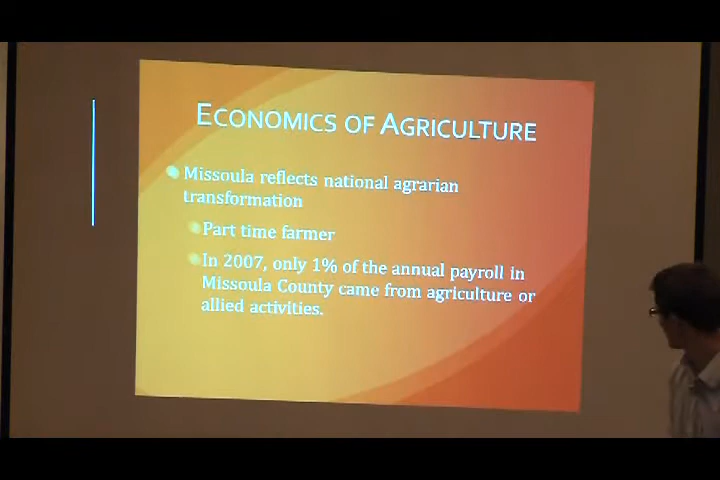 ECONOMICS OF AGRICULTURE
Missoula reflects national agrarian
transformation
Part time farmer
In 2007, only 1% of the annual payroll in
Missoula County came from agriculture or
allied activities.